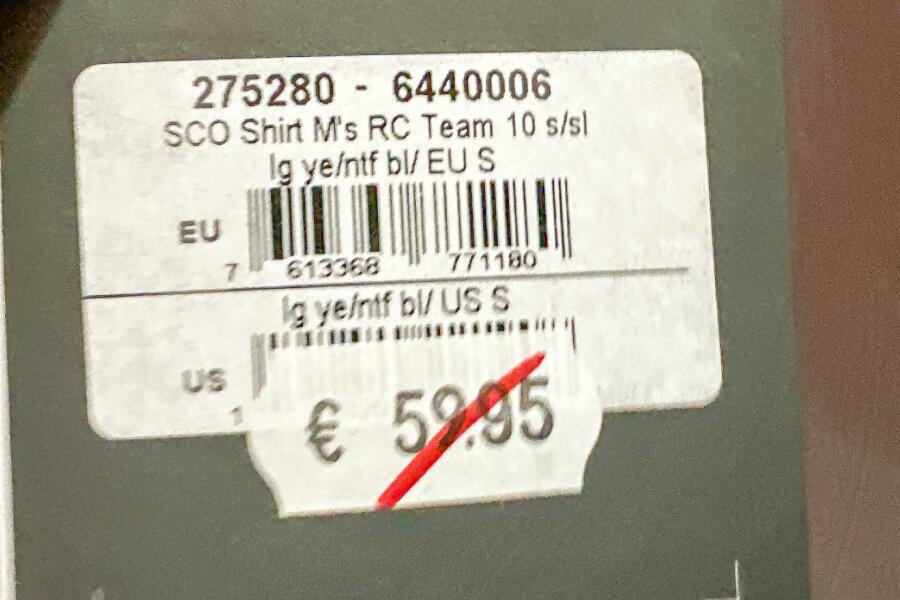 275280 - 6440006
SCO Shirt M's RC Team 10 s/sl
lg ye/ntf bl/ EU S
EU
7 613368 771180
lg ye/ntf bl/ US S
US
1
€ 59.95